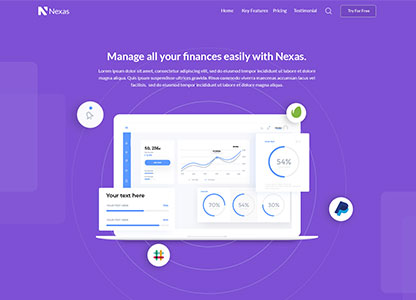 Nexas
Home Key Features Pricing Testimonial
Try For Free
Manage all your finances easily with Nexas.
Lorem ipsum dolor sit amet, consectetur adipiscing elit, sed do eiusmod tempor incididunt ut labore et dolore
magna aliqua. Quis ipsum suspendisse ultrices gravida. Risus commodo viverra maecenas accumsan lacus vel
facilisis, sed do eiusmod tempor incididunt ut labore et dolore magna aliqua.
54%
Your text here
70%
54%
30%